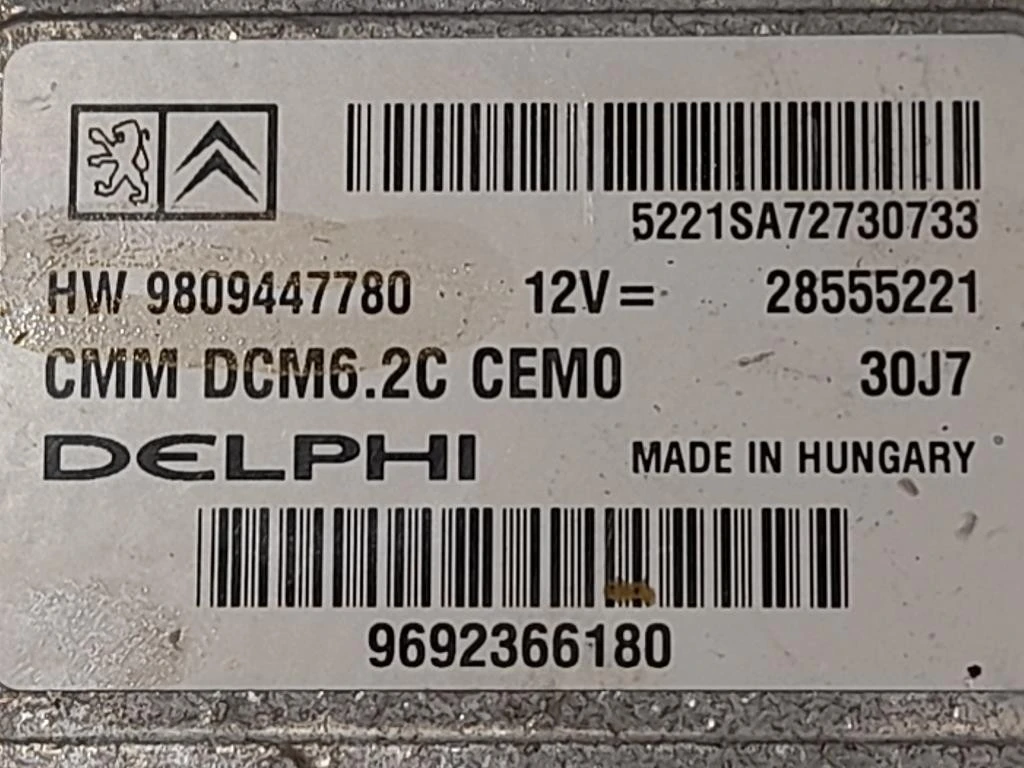 5221SA72730733
HW 9809447780 12V= 28555221
CMM DCM6.2C CEM0 30J7
DELPHI MADE IN HUNGARY
9692366180